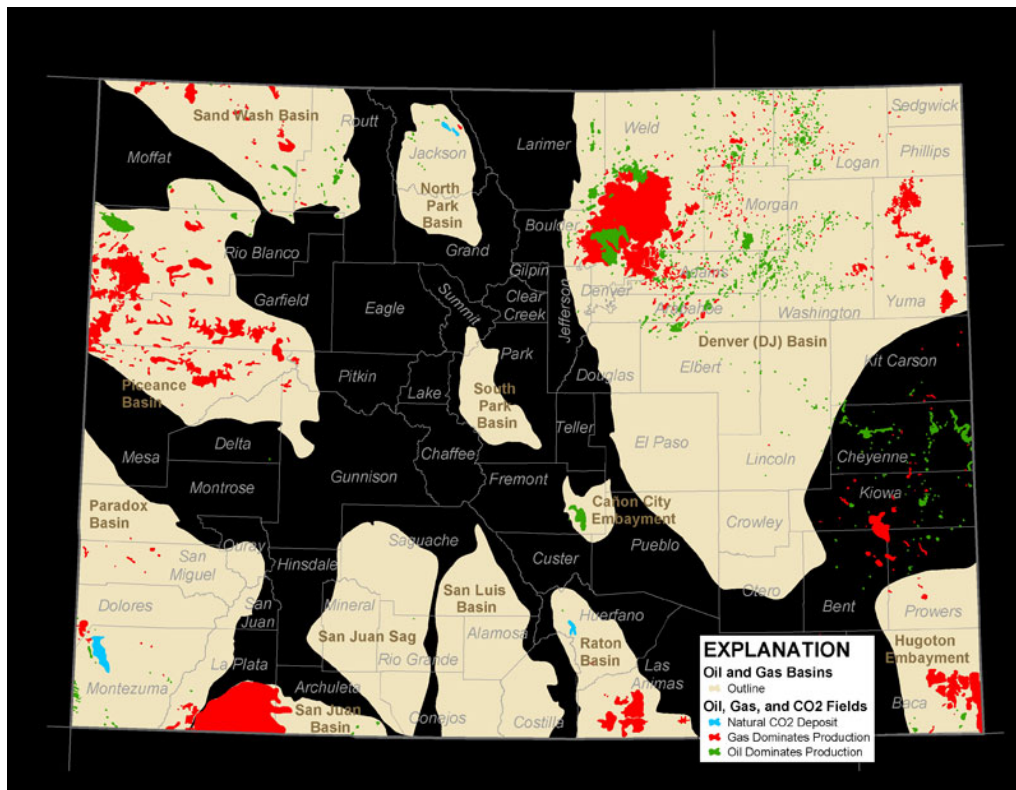 Sand Wash Basin
Routt
Moffat
Jackson
North
Park
Basin
Larimer
Weld
Sedgwick
Logan
Phillips
Morgan
Boulder
Grand
Rio Blanco
Gilpin
Garfield
Eagle
Summit
Clear
Creek
Jefferson
Denver
Adams
Arapahoe
Washington
Yuma
Denver (DJ) Basin
Kit Carson
Park
Elbert
Douglas
Pitkin
Lake
South
Park
Basin
Piceance
Basin
Teller
El Paso
Delta
Mesa
Chaffee
Lincoln
Cheyenne
Gunnison
Montrose
Fremont
Kiowa
Paradox
Basin
Cañon City
Embayment
Crowley
Pueblo
Ouray
Saguache
San
Miguel
Hinsdale
Custer
Otero
Bent
Prowers
San Luis
Basin
Dolores
San
Juan
Mineral
Huerfano
San Juan Sag
Alamosa
Rio Grande
Raton
Basin
Las
Animas
Hugoton
Embayment
La Plata
Montezuma
Archuleta
San Juan
Basin
Conejos
Costilla
Baca
EXPLANATION
Oil and Gas Basins
Outline
Oil, Gas, and CO2 Fields
Natural CO2 Deposit
Gas Dominates Production
Oil Dominates Production